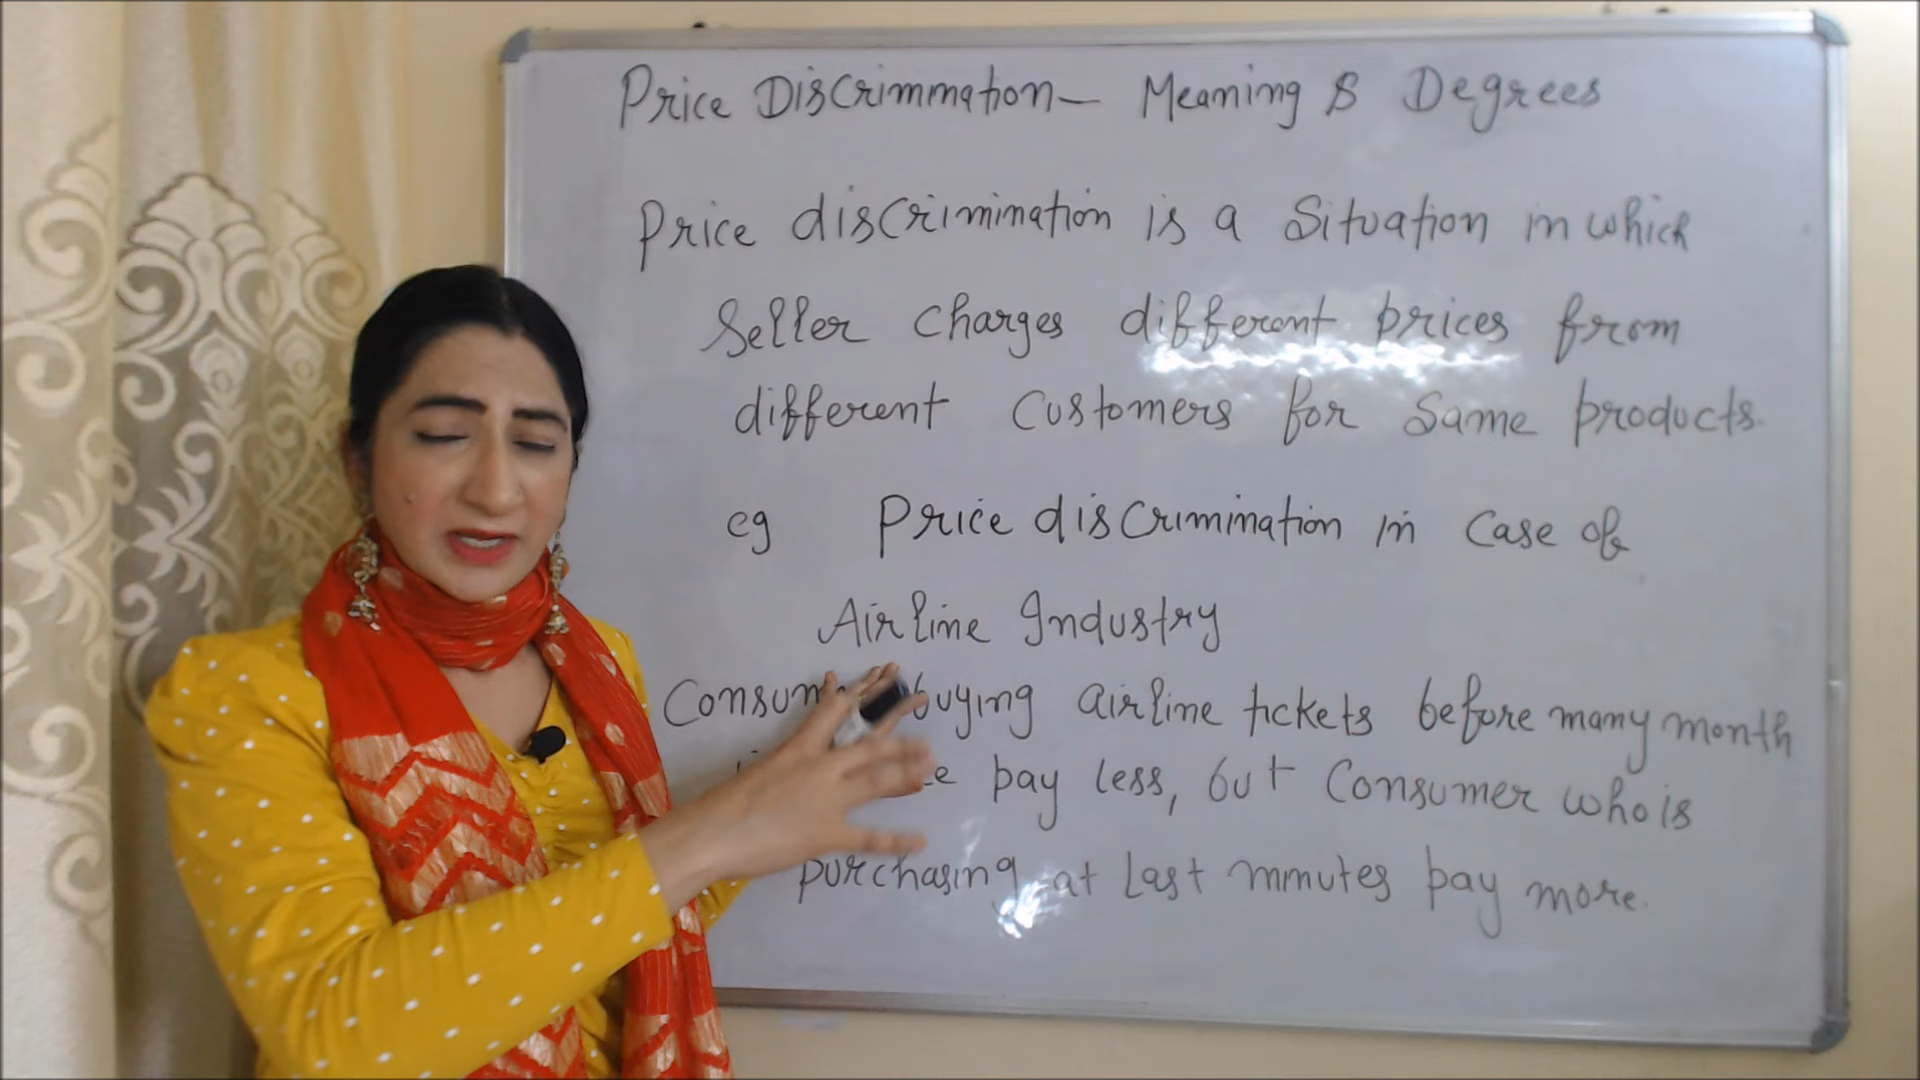 Price Discrimination - Meaning & Degrees
Price discrimination is a Situation in which
Seller charges different prices from
different Customers for Same products.
eg Price discrimination in Case of
Airline Industry
buying airline tickets before many month
pay less, but Consumer who is
purchasing at Last minutes pay more.